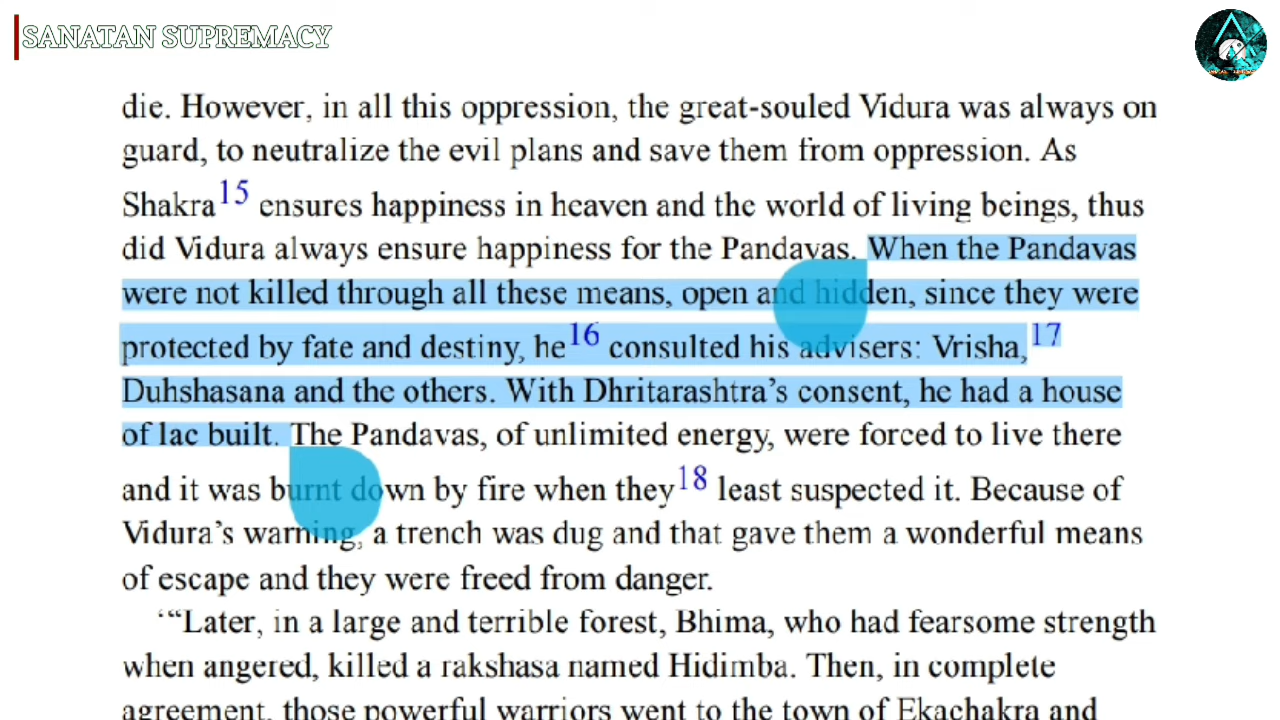 SANATAN SUPREMACY
die. However, in all this oppression, the great-souled Vidura was always on
guard, to neutralize the evil plans and save them from oppression. As
Shakra15 ensures happiness in heaven and the world of living beings, thus
did Vidura always ensure happiness for the Pandavas. When the Pandavas
were not killed through all these means, open and hidden, since they were
protected by fate and destiny, he16 consulted his advisers: Vrisha,17
Duhshasana and the others. With Dhritarashtra’s consent, he had a house
of lac built. The Pandavas, of unlimited energy, were forced to live there
and it was burnt down by fire when they18 least suspected it. Because of
Vidura’s warning, a trench was dug and that gave them a wonderful means
of escape and they were freed from danger.
‘“Later, in a large and terrible forest, Bhima, who had fearsome strength
when angered, killed a rakshasa named Hidimba. Then, in complete
agreement, those powerful warriors went to the town of Ekachakra and